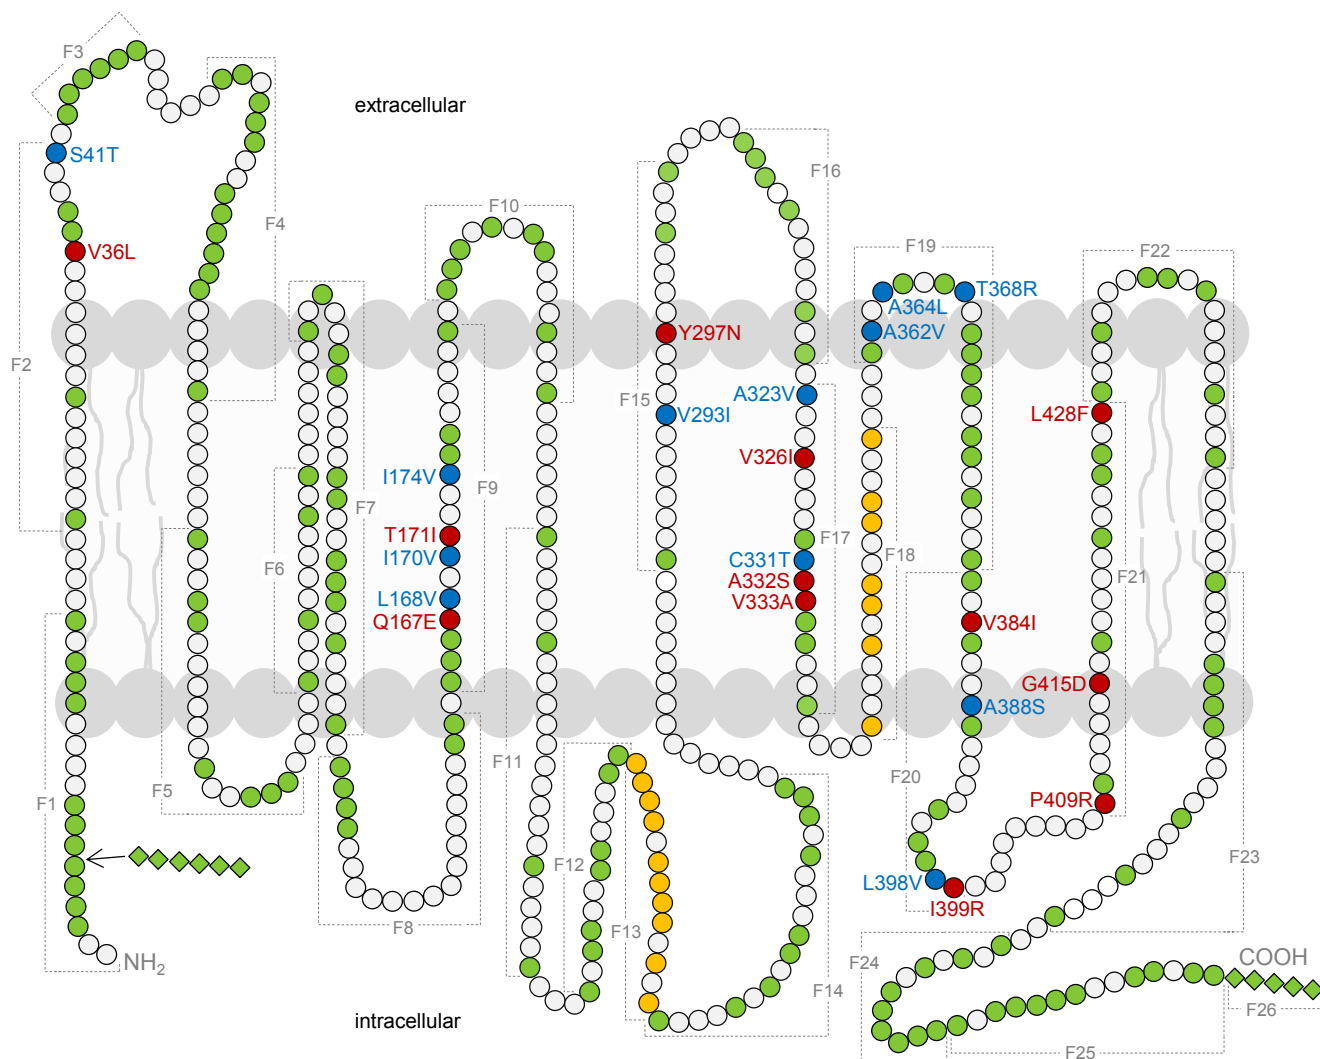 F3
extracellular
S41T
F16
F4
F10
F19
F22
V36L
T368R
A364L
Y297N
A362V
F2
F15
A323V
V293I
L428F
V326I
I174V
F9
F7
F17
F18
T171I
C331T
I170V
F6
A332S
F21
L168V
V333A
Q167E
V384I
G415D
A388S
F11
F20
F5
F1
P409R
F12
F23
L398V
I399R
F8
F13
NH2
COOH
F24
F14
F26
intracellular
F25